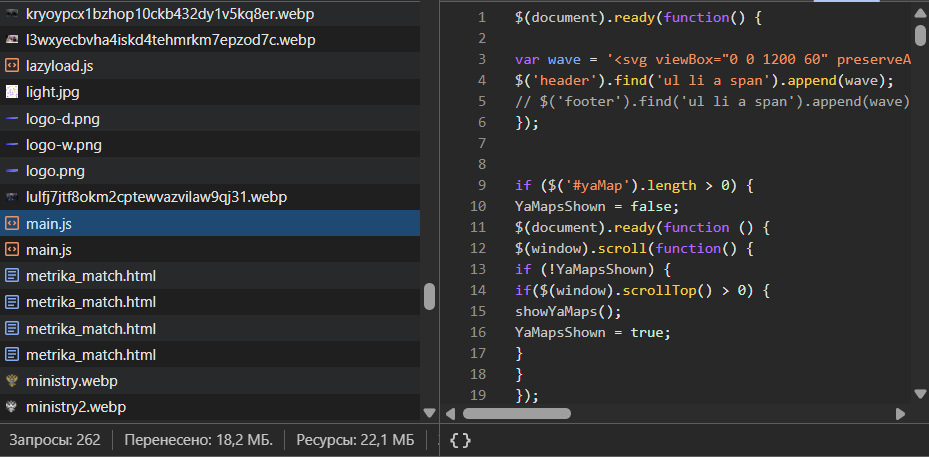 kryoypcx1bzhop10ckb432dy1v5kq8er.webp
l3wxyecbvha4iskd4tehmrkm7epzod7c.webp
lazyload.js
light.jpg
logo-d.png
logo-w.png
logo.png
lulfj7jtf8okm2cptewvazvilaw9qj31.webp
main.js
main.js
metrika_match.html
metrika_match.html
metrika_match.html
metrika_match.html
ministry.webp
ministry2.webp
Запросы: 262 Перенесено: 18,2 МБ. Ресурсы: 22,1 МБ
1 $(document).ready(function() {
2
3 var wave = '<svg viewBox="0 0 1200 60" preserveA
4 $('header').find('ul li a span').append(wave);
5 // $('footer').find('ul li a span').append(wave)
6 });
7
8
9 if ($('#yaMap').length > 0) {
10 YaMapsShown = false;
11 $(document).ready(function () {
12 $(window).scroll(function() {
13 if (!YaMapsShown) {
14 if($(window).scrollTop() > 0) {
15 showYaMaps();
16 YaMapsShown = true;
17 }
18 }
19 });
{}